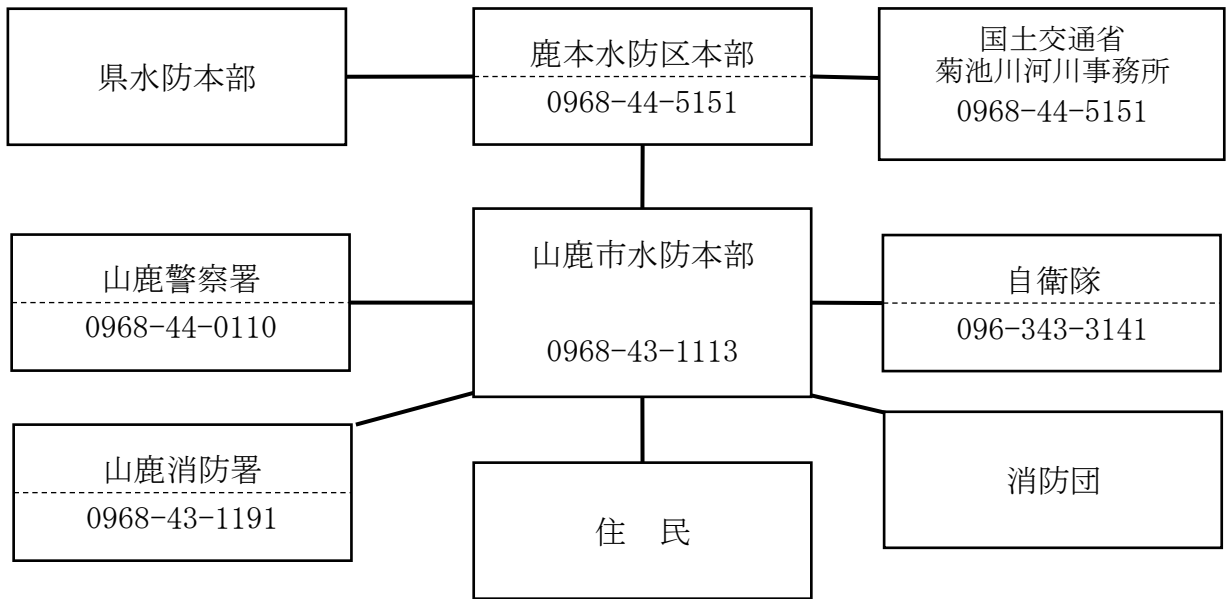 県水防本部
鹿本水防区本部
0968-44-5151
国土交通省
菊池川河川事務所
0968-44-5151
山鹿警察署
0968-44-0110
山鹿市水防本部
0968-43-1113
自衛隊
096-343-3141
山鹿消防署
0968-43-1191
住　民
消防団